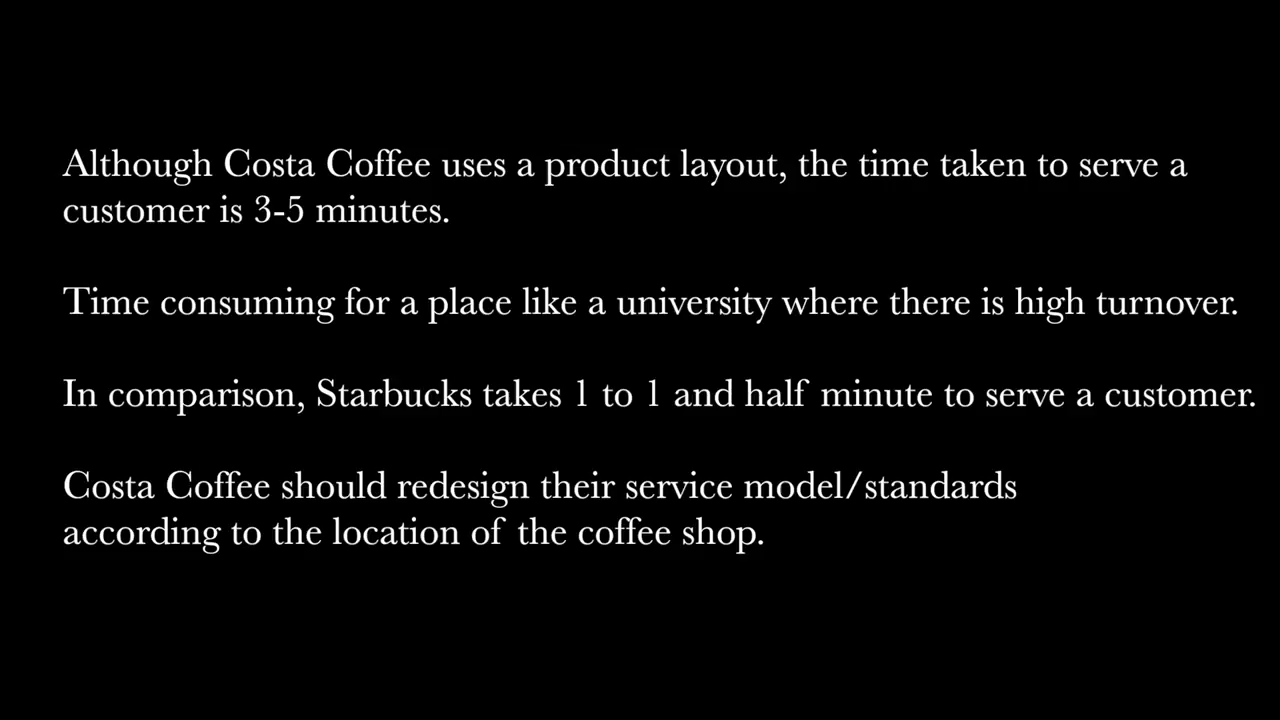 Although Costa Coffee uses a product layout, the time taken to serve a
customer is 3-5 minutes.
Time consuming for a place like a university where there is high turnover.
In comparison, Starbucks takes 1 to 1 and half minute to serve a customer.
Costa Coffee should redesign their service model/standards
according to the location of the coffee shop.